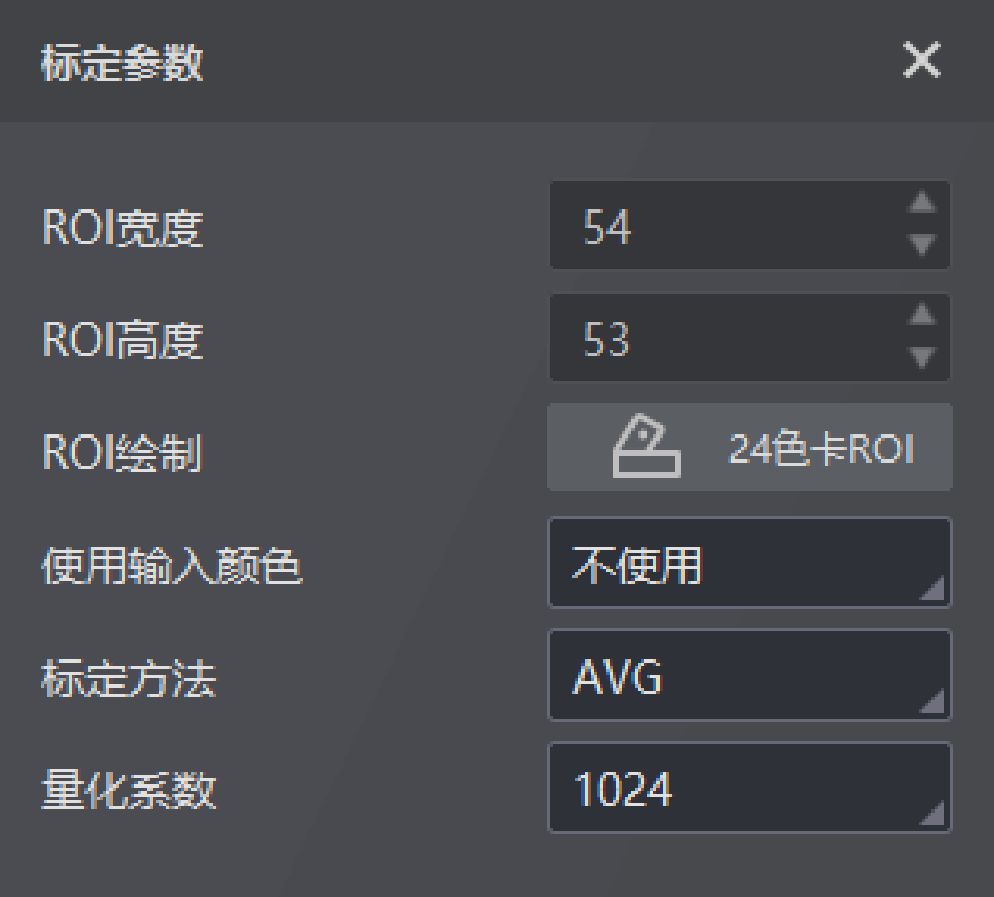 标定参数
ROI宽度 54
ROI高度 53
ROI绘制 24色卡ROI
使用输入颜色 不使用
标定方法 AVG
量化系数 1024